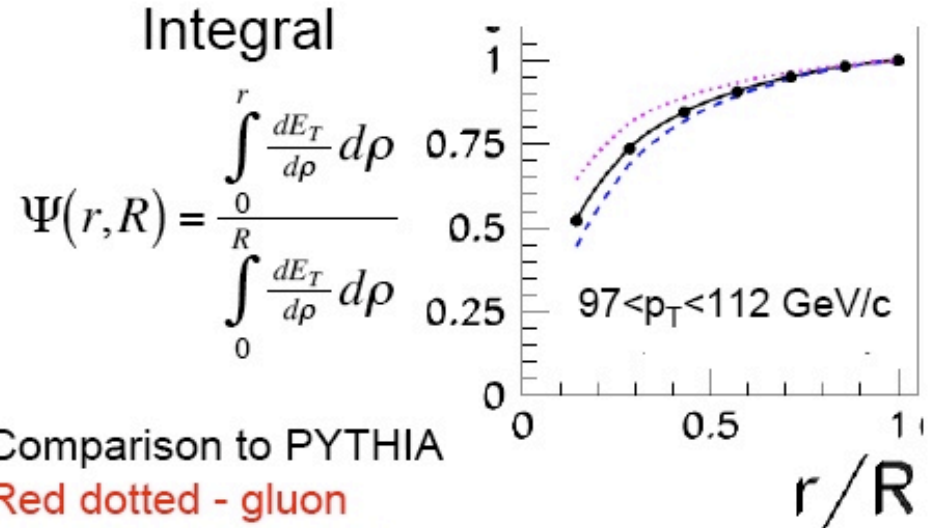 Integral
Ψ(r,R) = ∫₀ʳ dE_T/dρ dρ / ∫₀ᴿ dE_T/dρ dρ
1
0.75
0.5
0.25
0
97<p_T<112 GeV/c
0 0.5 1
r/R
Comparison to PYTHIA
Red dotted - gluon